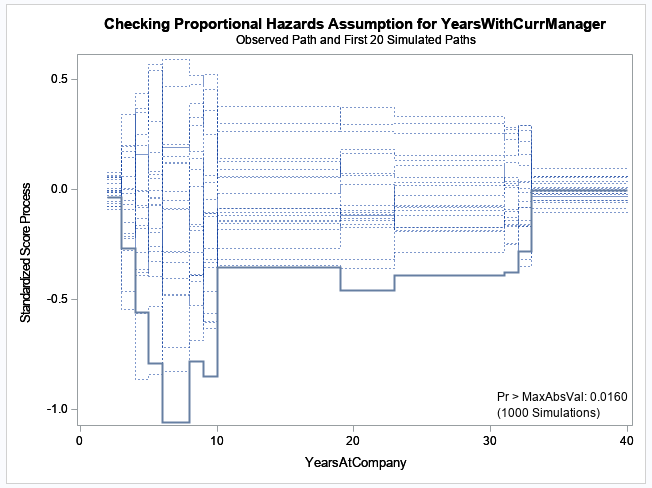 Checking Proportional Hazards Assumption for YearsWithCurrManager
Observed Path and First 20 Simulated Paths
Standardized Score Process
0.5
0.0
-0.5
-1.0
Pr > MaxAbsVal: 0.0160
(1000 Simulations)
0
10
20
30
40
YearsAtCompany